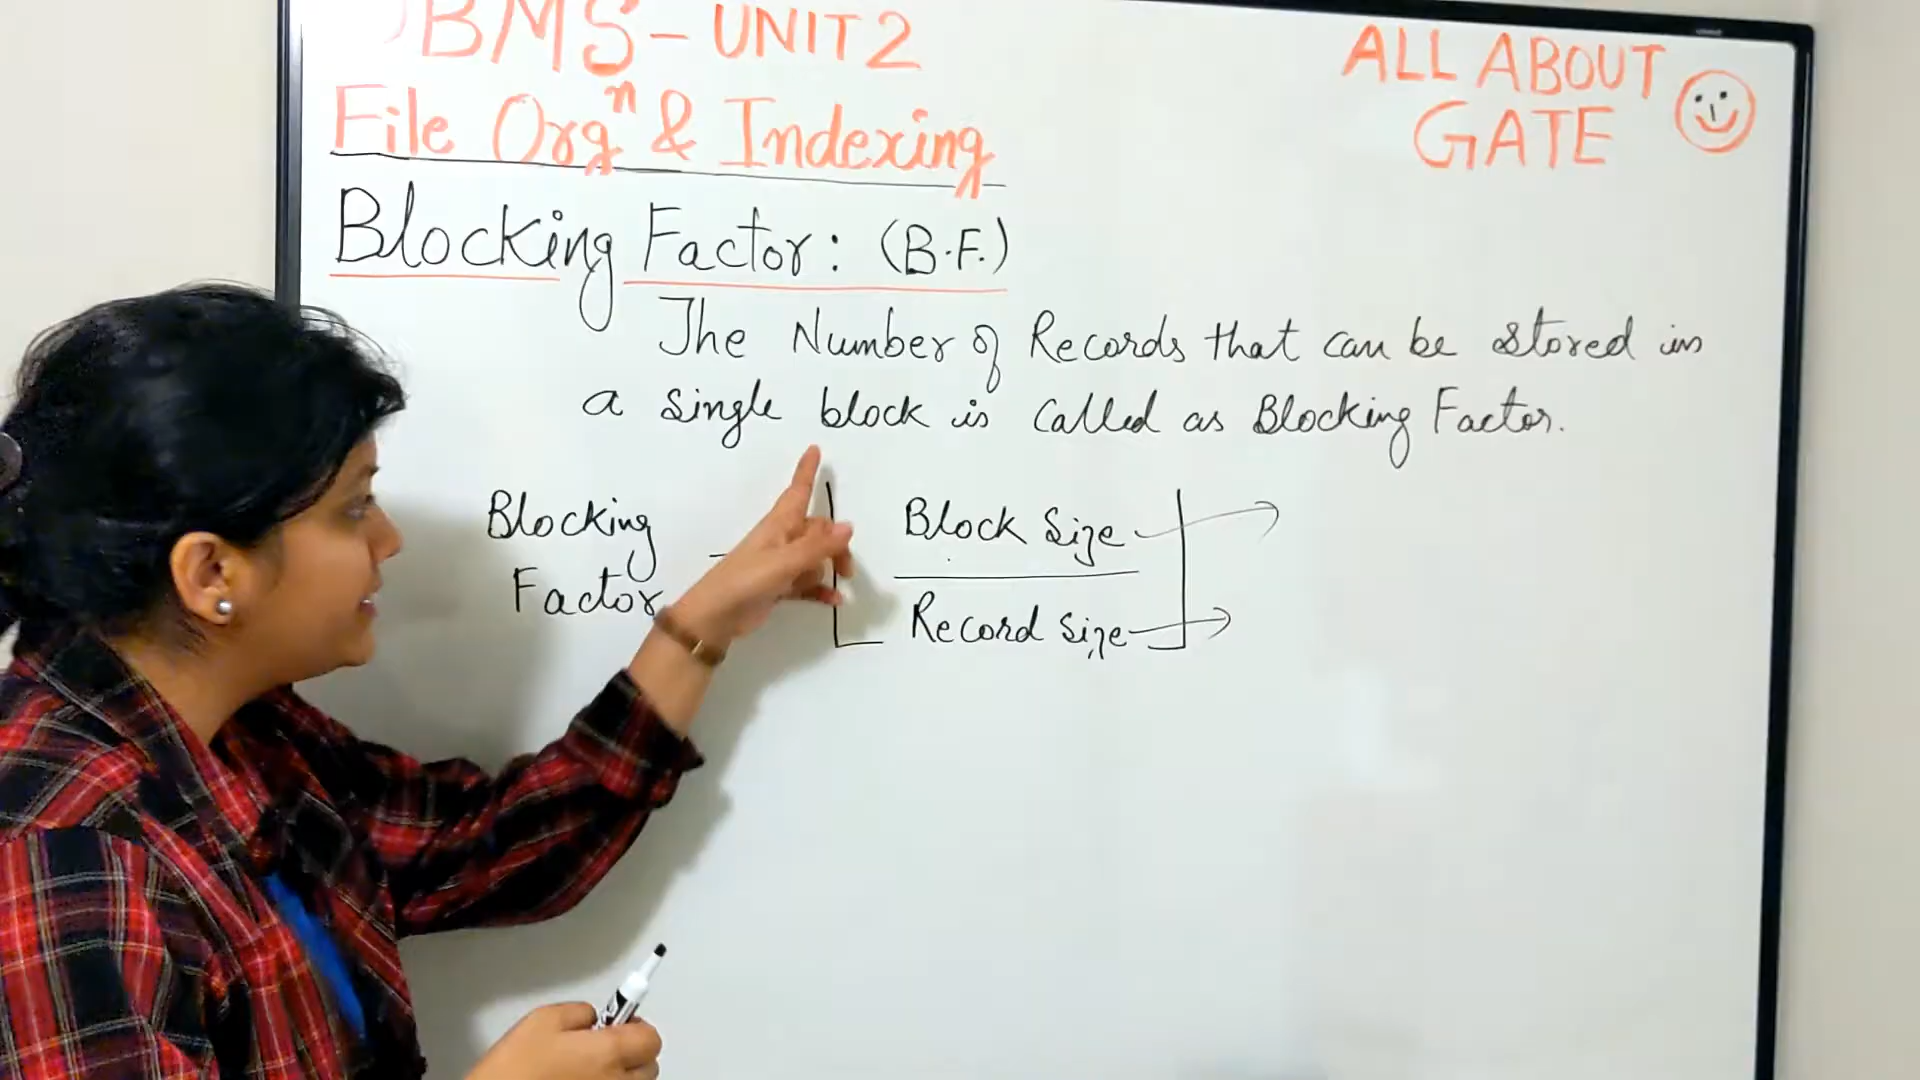 DBMS - UNIT 2
File Orgⁿ & Indexing
ALL ABOUT
GATE
Blocking Factor: (B.F.)
The Number of Records that can be stored in
a single block is called as Blocking Factor.
Blocking
Factor
Block Size
Record Size